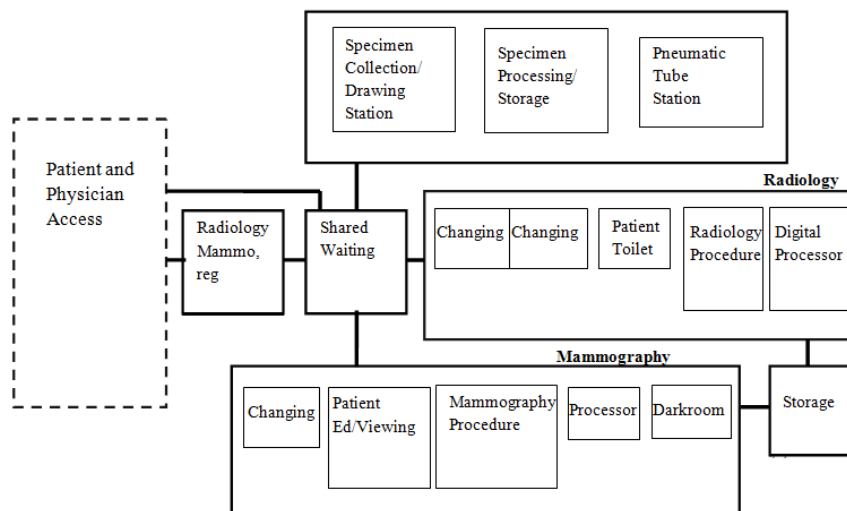 Specimen
Collection/
Drawing
Station
Specimen
Processing/
Storage
Pneumatic
Tube
Station
Patient and
Physician
Access
Radiology
Mammo,
reg
Shared
Waiting
Radiology
Changing
Changing
Patient
Toilet
Radiology
Procedure
Digital
Processor
Mammography
Changing
Patient
Ed/Viewing
Mammography
Procedure
Processor
Darkroom
Storage